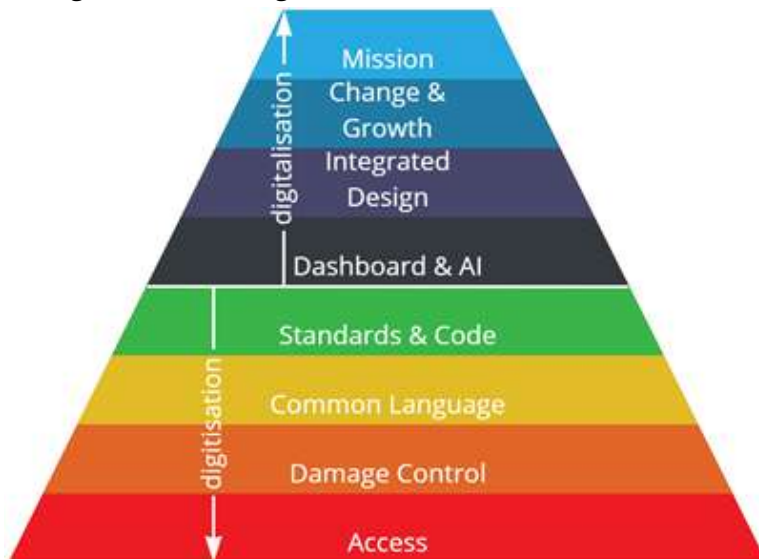 Mission
Change &
Growth
Integrated
Design
digitalisation
Dashboard & AI
Standards & Code
Common Language
digitisation
Damage Control
Access